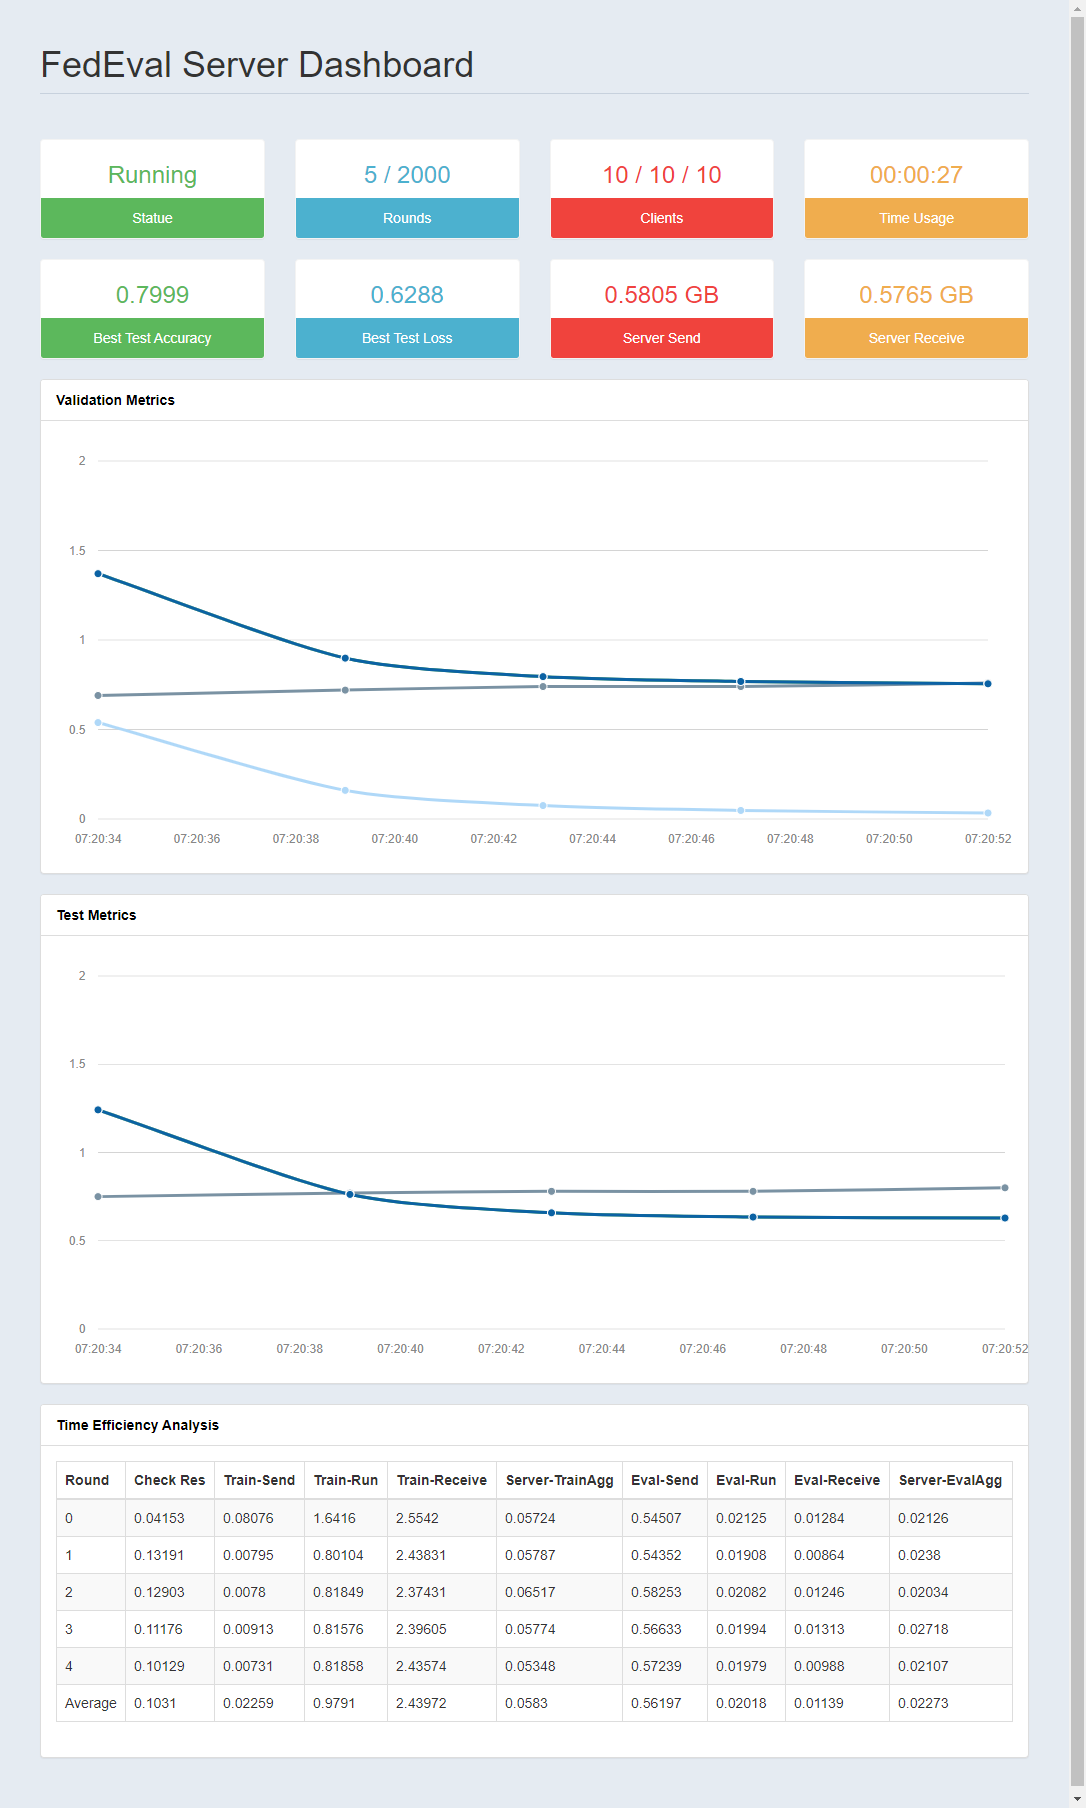 FedEval Server Dashboard
Running
5 / 2000
10 / 10 / 10
00:00:27
Statue
Rounds
Clients
Time Usage
0.7999
0.6288
0.5805 GB
0.5765 GB
Best Test Accuracy
Best Test Loss
Server Send
Server Receive
Validation Metrics
2
1.5
1
0.5
0
07:20:34 07:20:36 07:20:38 07:20:40 07:20:42 07:20:44 07:20:46 07:20:48 07:20:50 07:20:52
Test Metrics
2
1.5
1
0.5
0
07:20:34 07:20:36 07:20:38 07:20:40 07:20:42 07:20:44 07:20:46 07:20:48 07:20:50 07:20:52
Time Efficiency Analysis
Round Check Res Train-Send Train-Run Train-Receive Server-TrainAgg Eval-Send Eval-Run Eval-Receive Server-EvalAgg
0 0.04153 0.08076 1.6416 2.5542 0.05724 0.54507 0.02125 0.01284 0.02126
1 0.13191 0.00795 0.80104 2.43831 0.05787 0.54352 0.01908 0.00864 0.0238
2 0.12903 0.0078 0.81849 2.37431 0.06517 0.58253 0.02082 0.01246 0.02034
3 0.11176 0.00913 0.81576 2.39605 0.05774 0.56633 0.01994 0.01313 0.02718
4 0.10129 0.00731 0.81858 2.43574 0.05348 0.57239 0.01979 0.00988 0.02107
Average 0.1031 0.02259 0.9791 2.43972 0.0583 0.56197 0.02018 0.01139 0.02273